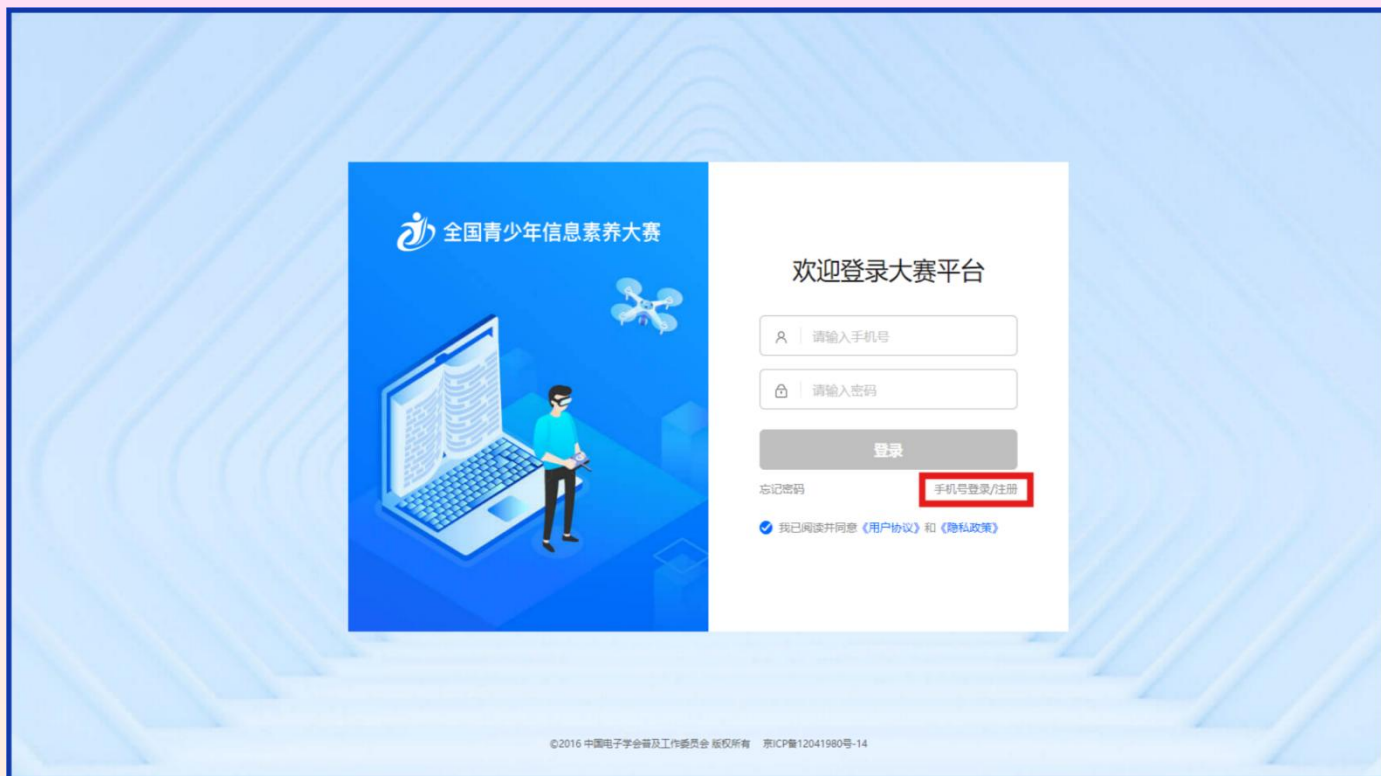 全国青少年信息素养大赛
欢迎登录大赛平台
请输入手机号
请输入密码
登录
忘记密码 手机号登录/注册
我已阅读并同意《用户协议》和《隐私政策》
©2016 中国电子学会普及工作委员会 版权所有 京ICP备12041980号-14